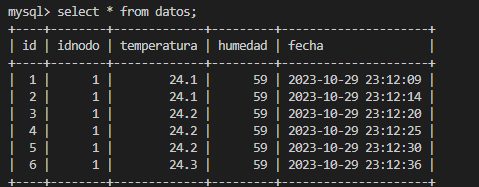 mysql> select * from datos;
+----+--------+-------------+---------+---------------------+
| id | idnodo | temperatura | humedad | fecha               |
+----+--------+-------------+---------+---------------------+
|  1 |      1 |        24.1 |      59 | 2023-10-29 23:12:09 |
|  2 |      1 |        24.1 |      59 | 2023-10-29 23:12:14 |
|  3 |      1 |        24.2 |      59 | 2023-10-29 23:12:20 |
|  4 |      1 |        24.2 |      59 | 2023-10-29 23:12:25 |
|  5 |      1 |        24.2 |      59 | 2023-10-29 23:12:30 |
|  6 |      1 |        24.3 |      59 | 2023-10-29 23:12:36 |
+----+--------+-------------+---------+---------------------+